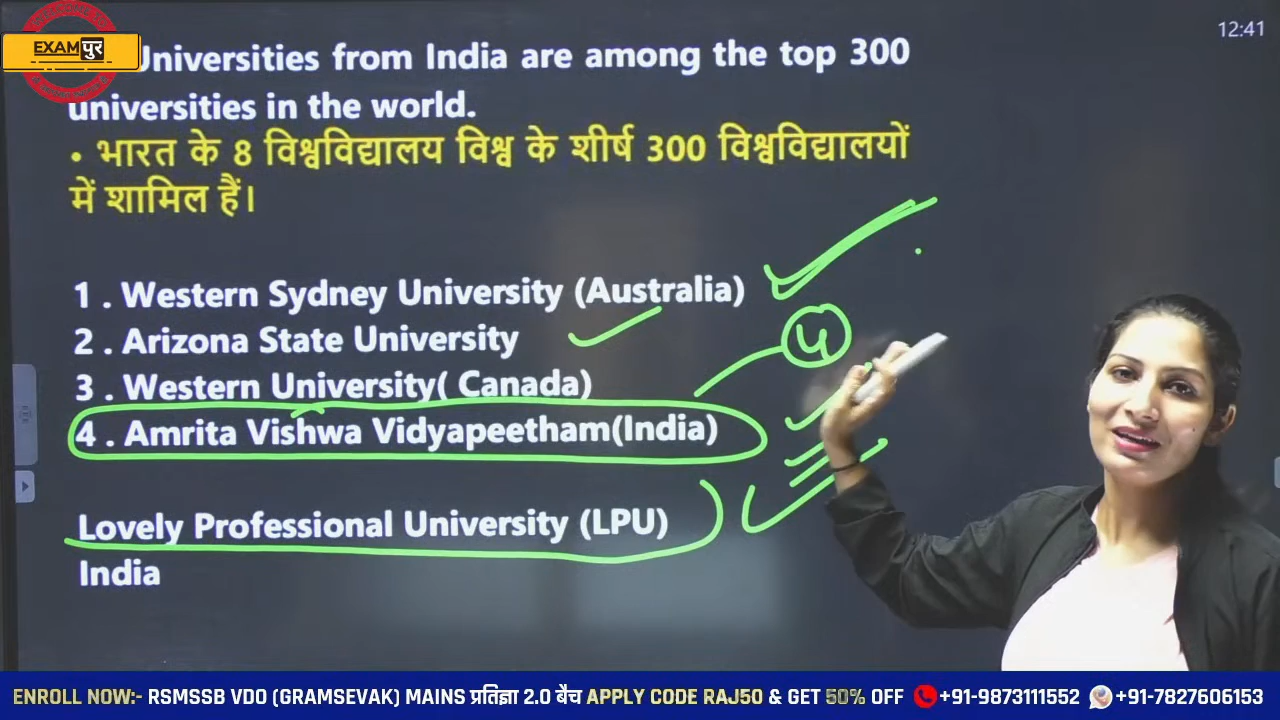 EXAMपुर
12:41
Universities from India are among the top 300
universities in the world.
• भारत के 8 विश्वविद्यालय विश्व के शीर्ष 300 विश्वविद्यालयों
में शामिल हैं।
1 . Western Sydney University (Australia)
2 . Arizona State University
3 . Western University( Canada)
4 . Amrita Vishwa Vidyapeetham(India)
Lovely Professional University (LPU)
India
ENROLL NOW:- RSMSSB VDO (GRAMSEVAK) MAINS प्रतिज्ञा 2.0 बैच APPLY CODE RAJ50 & GET 50% OFF +91-9873111552 +91-7827606153